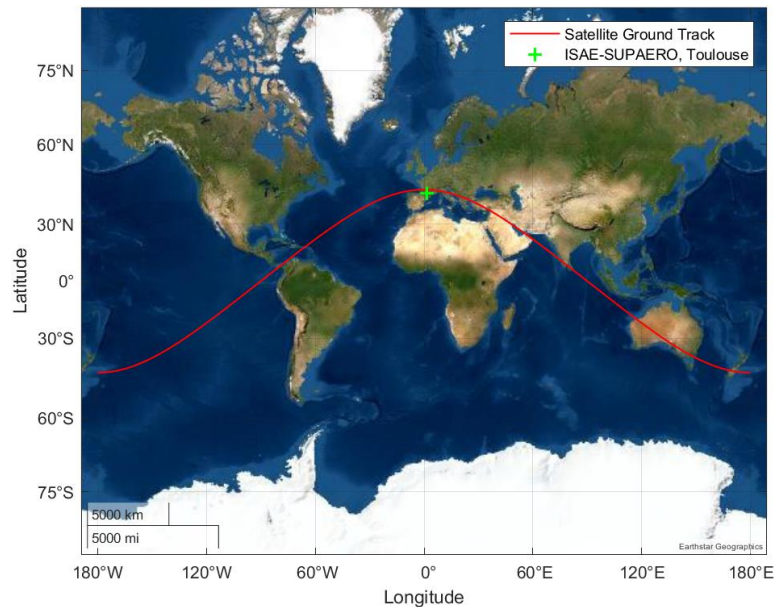 Satellite Ground Track
ISAE-SUPAERO, Toulouse
75°N
60°N
30°N
0°
30°S
60°S
75°S
Latitude
5000 km
5000 mi
Earthstar Geographics
180°W
120°W
60°W
0°
60°E
120°E
180°E
Longitude